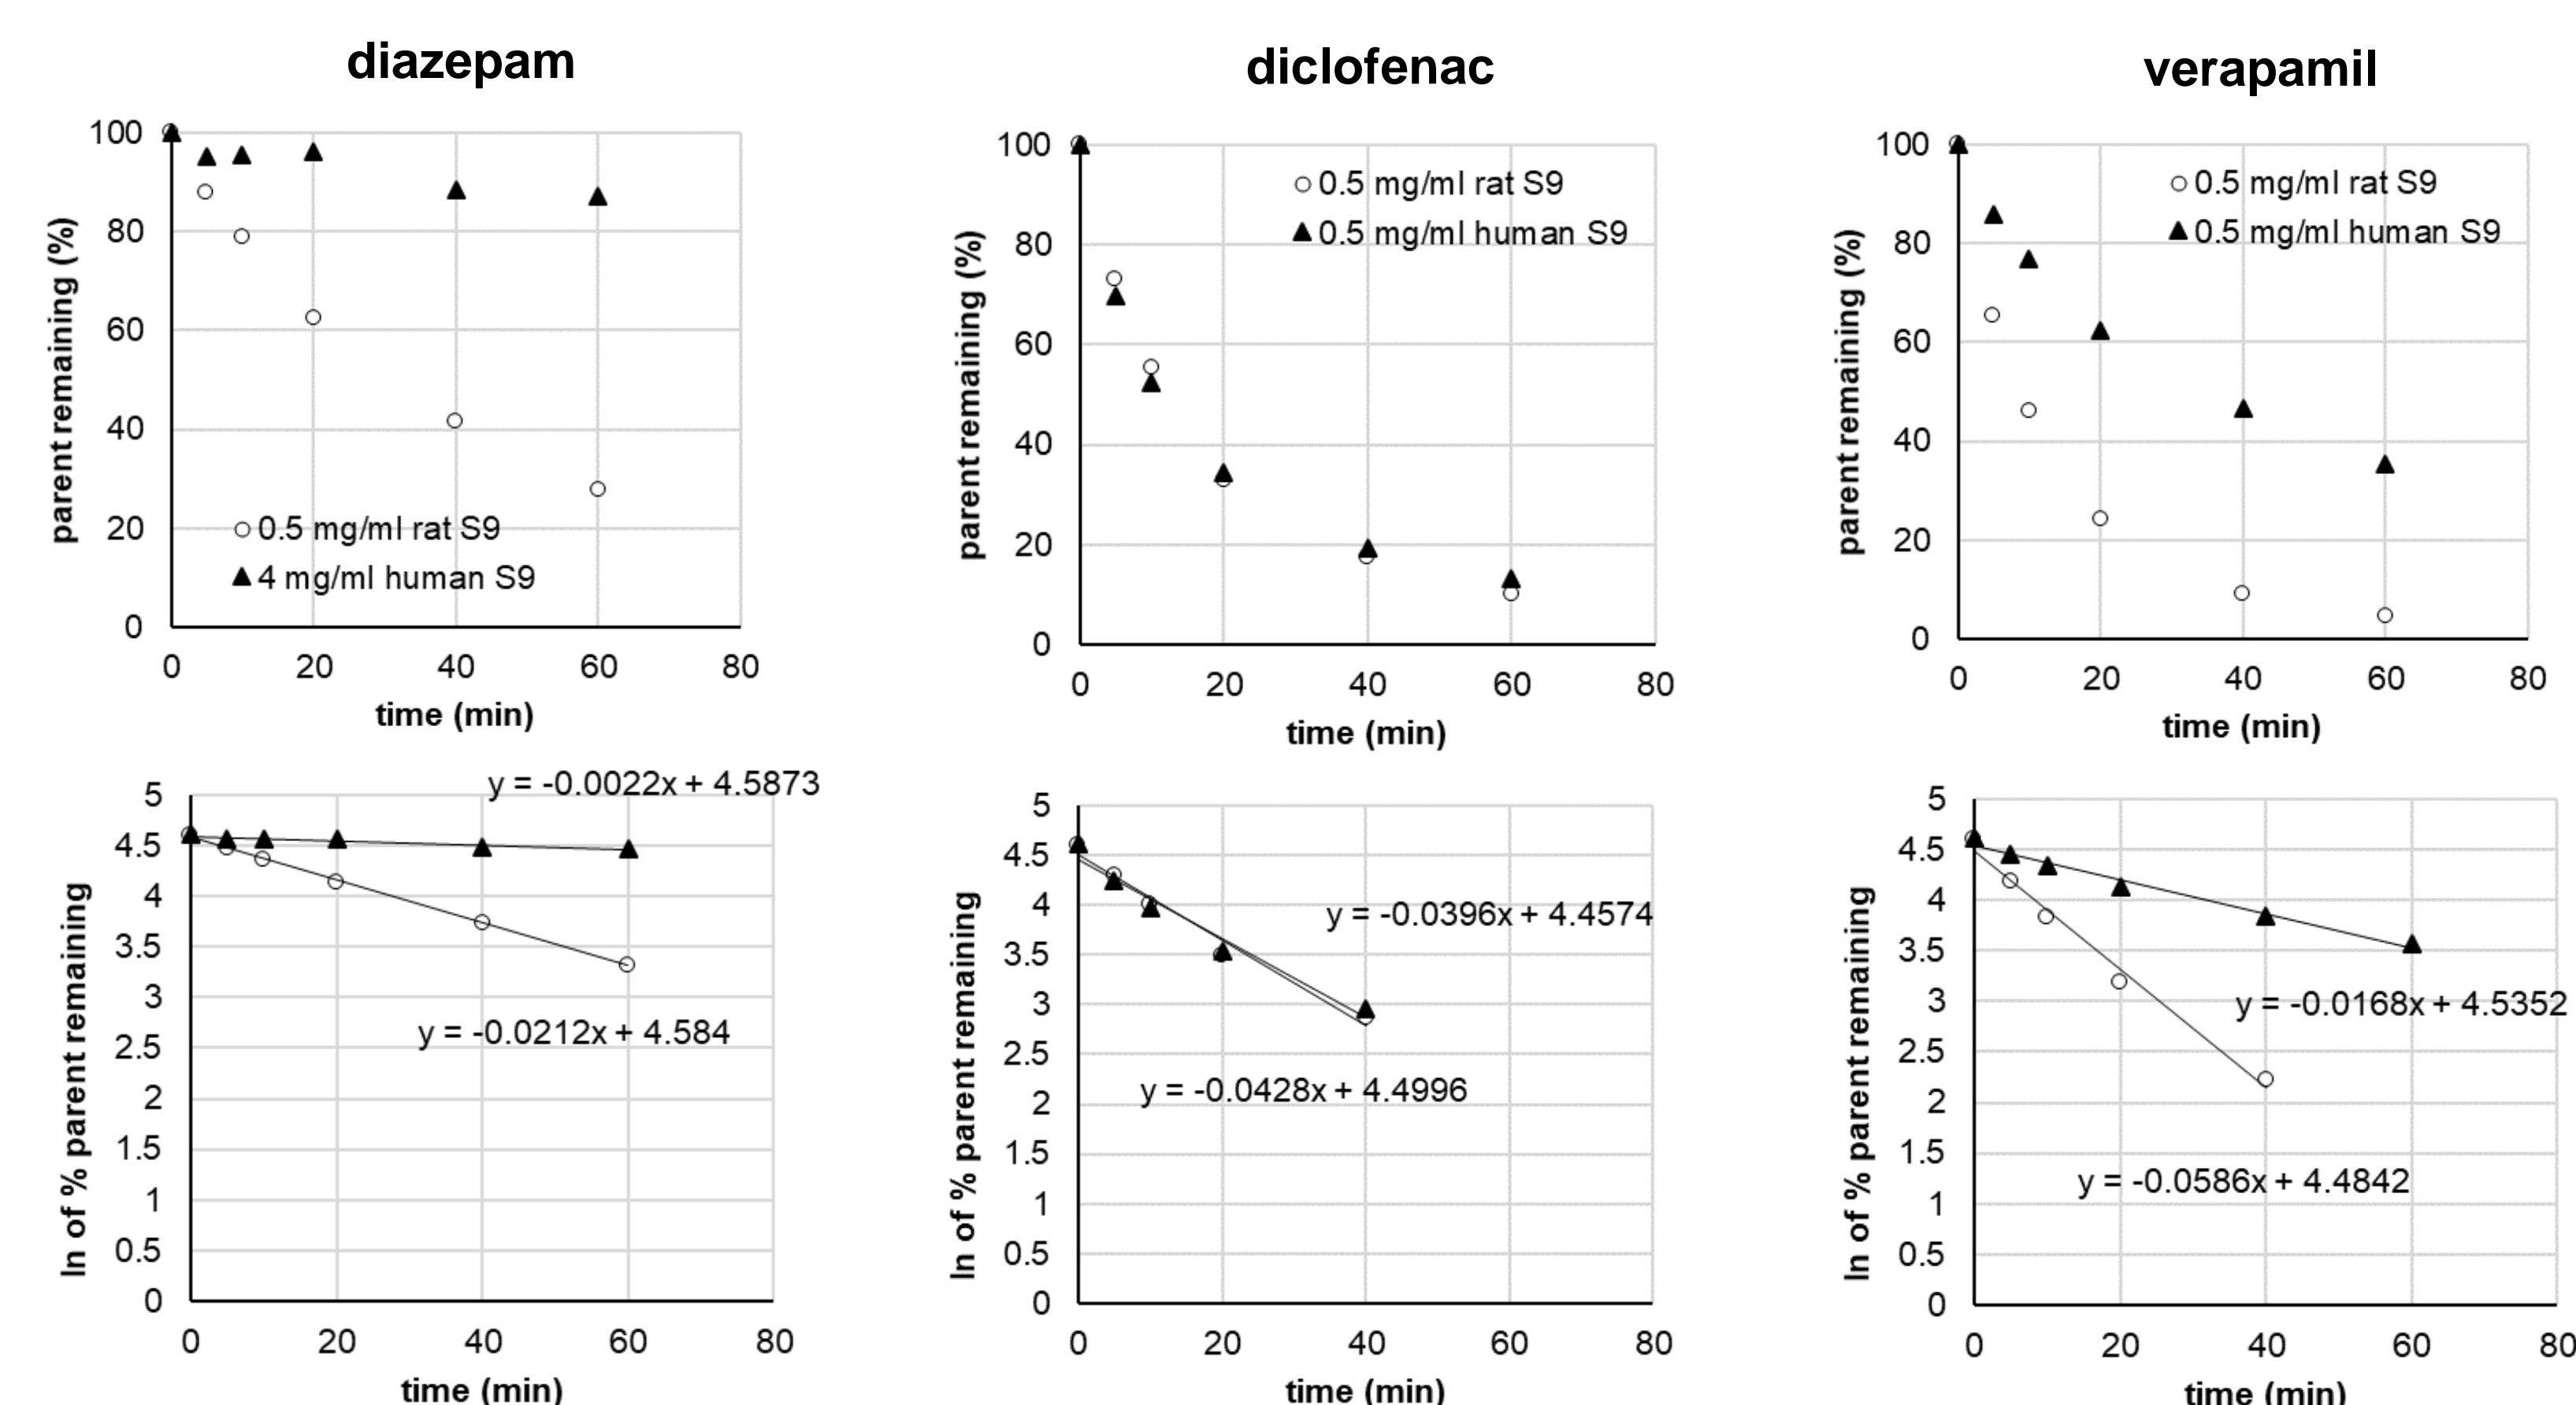 diazepam
100
80
60
40
20
0
parent remaining (%)
0.5 mg/ml rat S9
4 mg/ml human S9
0 20 40 60 80
time (min)
diclofenac
100
80
60
40
20
0
parent remaining (%)
0.5 mg/ml rat S9
0.5 mg/ml human S9
0 20 40 60 80
time (min)
verapamil
100
80
60
40
20
0
parent remaining (%)
0.5 mg/ml rat S9
0.5 mg/ml human S9
0 20 40 60 80
time (min)
y = -0.0022x + 4.5873
5
4.5
4
3.5
3
2.5
2
1.5
1
0.5
0
ln of % parent remaining
y = -0.0212x + 4.584
0 20 40 60 80
time (min)
5
4.5
4
3.5
3
2.5
2
1.5
1
0.5
0
ln of % parent remaining
y = -0.0396x + 4.4574
y = -0.0428x + 4.4996
0 20 40 60 80
time (min)
5
4.5
4
3.5
3
2.5
2
1.5
1
0.5
0
ln of % parent remaining
y = -0.0168x + 4.5352
y = -0.0586x + 4.4842
0 20 40 60 80
time (min)